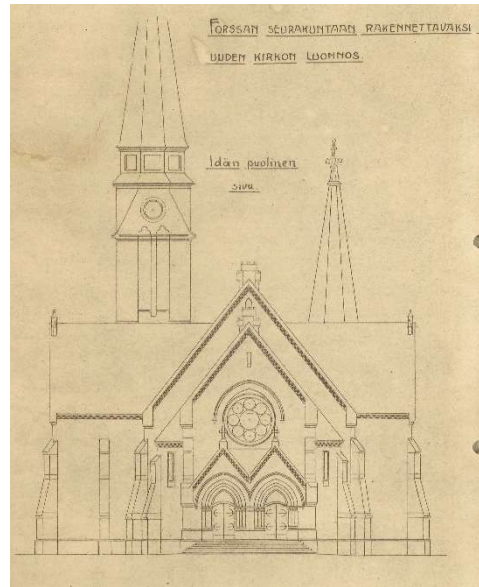 FORSSAN SEURAKUNTAAN RAKENNETTAVAKSI
UUDEN KIRKON LUONNOS.
Idän puolinen
sivu.